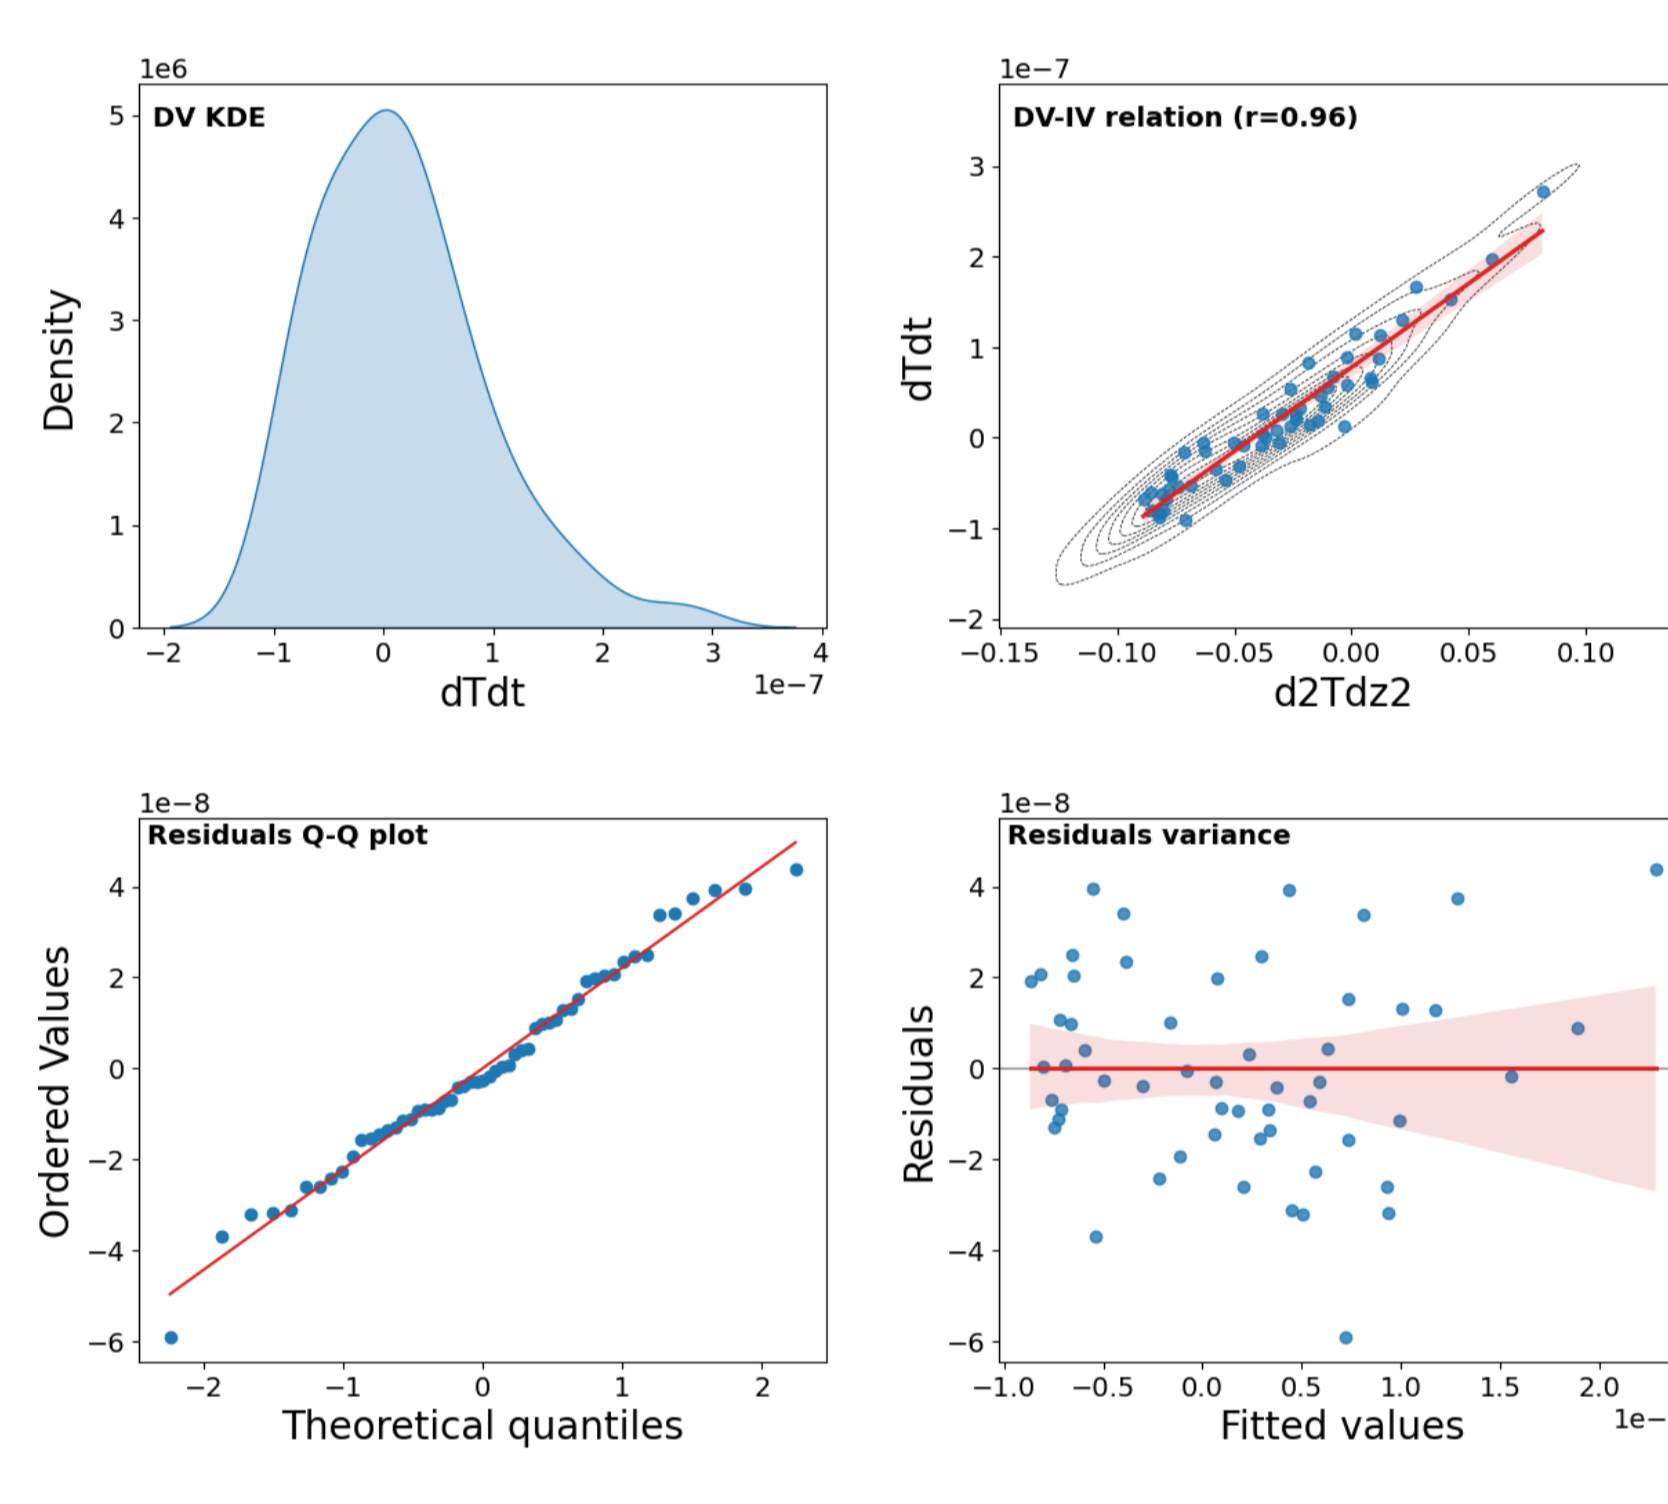 1e6
DV KDE
5
4
3
2
1
0
Density
−2 −1 0 1 2 3 4
1e−7
dTdt
1e−7
DV-IV relation (r=0.96)
3
2
1
0
−1
−2
dTdt
−0.15 −0.10 −0.05 0.00 0.05 0.10
d2Tdz2
1e−8
Residuals Q-Q plot
4
2
0
−2
−4
−6
Ordered Values
−2 −1 0 1 2
Theoretical quantiles
1e−8
Residuals variance
4
2
0
−2
−4
−6
Residuals
−1.0 −0.5 0.0 0.5 1.0 1.5 2.0
1e−
Fitted values